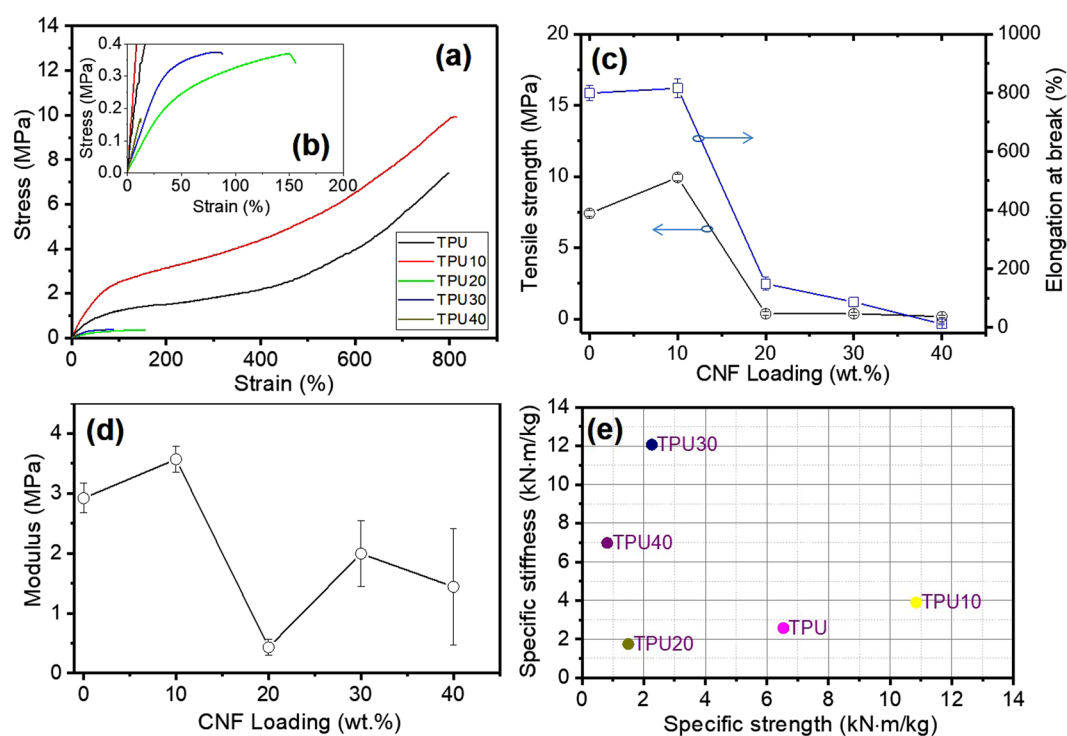 (a)
14
12
10
8
6
4
2
0
Stress (MPa)
0 200 400 600 800
Strain (%)
TPU
TPU10
TPU20
TPU30
TPU40
(b)
0.4
0.3
0.2
0.1
0.0
Stress (MPa)
0 50 100 150 200
Strain (%)
(c)
20
15
10
5
0
Tensile strength (MPa)
1000
800
600
400
200
0
Elongation at break (%)
0 10 20 30 40
CNF Loading (wt.%)
(d)
4
3
2
1
0
Modulus (MPa)
0 10 20 30 40
CNF Loading (wt.%)
(e)
14
12
10
8
6
4
2
0
Specific stiffness (kN·m/kg)
TPU30
TPU40
TPU10
TPU
TPU20
0 2 4 6 8 10 12 14
Specific strength (kN·m/kg)